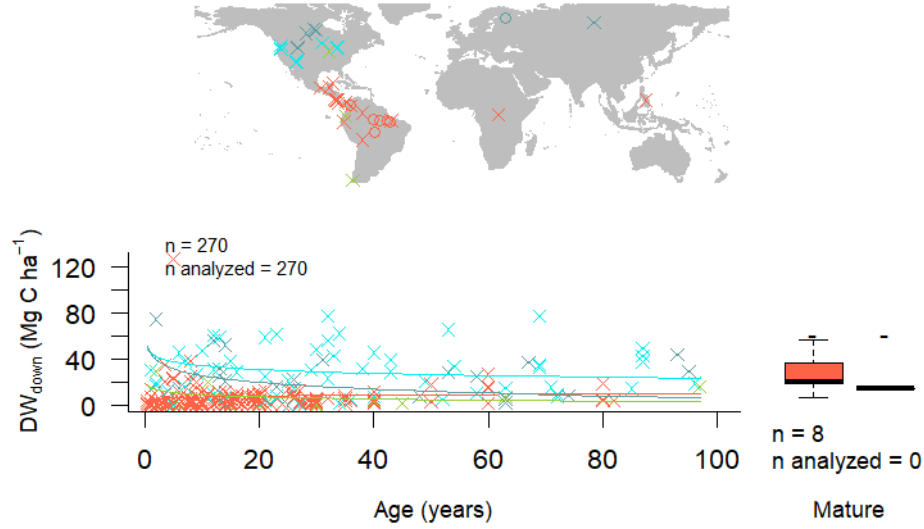 n = 270
n analyzed = 270
DW_down (Mg C ha⁻¹)
120
80
40
0
0 20 40 60 80 100
Age (years)
n = 8
n analyzed = 0
Mature